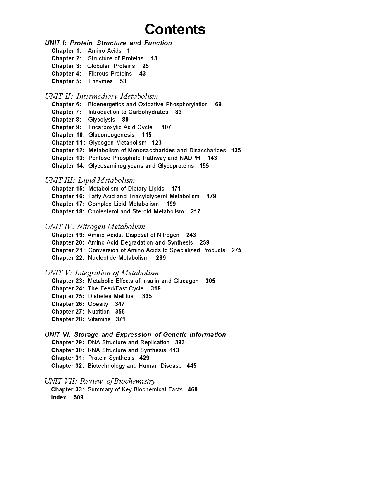 Contents
UNIT I: Protein Structure and Function
Chapter 1: Amino Acids 1
Chapter 2: Structure of Proteins 13
Chapter 3: Globular Proteins 25
Chapter 4: Fibrous Proteins 43
Chapter 5: Enzymes 53
UNIT II: Intermediary Metabolism
Chapter 6: Bioenergetics and Oxidative Phosphorylation 69
Chapter 7: Introduction to Carbohydrates 83
Chapter 8: Glycolysis
Chapter 9: Tricarboxylic Acid Cycle 107
Chapter 10: Gluconeogenesis 115
Chapter 11: Glycogen Metabolism 123
Chapter 12: Metabolism of Monosaccharides and Disaccharides 135
Chapter 13: Pentose Phosphate Pathway and NADPH 143
Chapter 14: Glycosaminoglycans and Glycoproteins
UNIT III: Lipid Metabolism
Chapter 15: Metabolism of Dietary Lipids 171
Chapter 16: Fatty Acid and Triacylglycerol Metabolism 179
Chapter 17: Complex Lipid Metabolism 199
Chapter 18: Cholesterol and Steroid Metabolism 217
UNIT IV: Nitrogen Metabolism
Chapter 19: Amino Acids: Disposal of Nitrogen 243
Chapter 20: Amino Acid Degradation and Synthesis 259
Chapter 21: Conversion of Amino Acids to Specialized Products 275
Chapter 22: Nucleotide Metabolism 289
UNIT V: Integration of Metabolism
Chapter 23: Metabolic Effects of Insulin and Glucagon 305
Chapter 24: The Feed/Fast Cycle 319
Chapter 25: Diabetes Mellitus 335
Chapter 26: Obesity 347
Chapter 27: Nutrition 355
Chapter 28: Vitamins 371
UNIT VI: Storage and Expression of Genetic Information
Chapter 29: DNA Structure and Replication 393
Chapter 30: RNA Structure and Synthesis 413
Chapter 31: Protein Synthesis 429
Chapter 32: Biotechnology and Human Disease 445
UNIT VII: Review of Biochemistry
Chapter 33: Summary of Key Biochemical Facts 469
Index 509